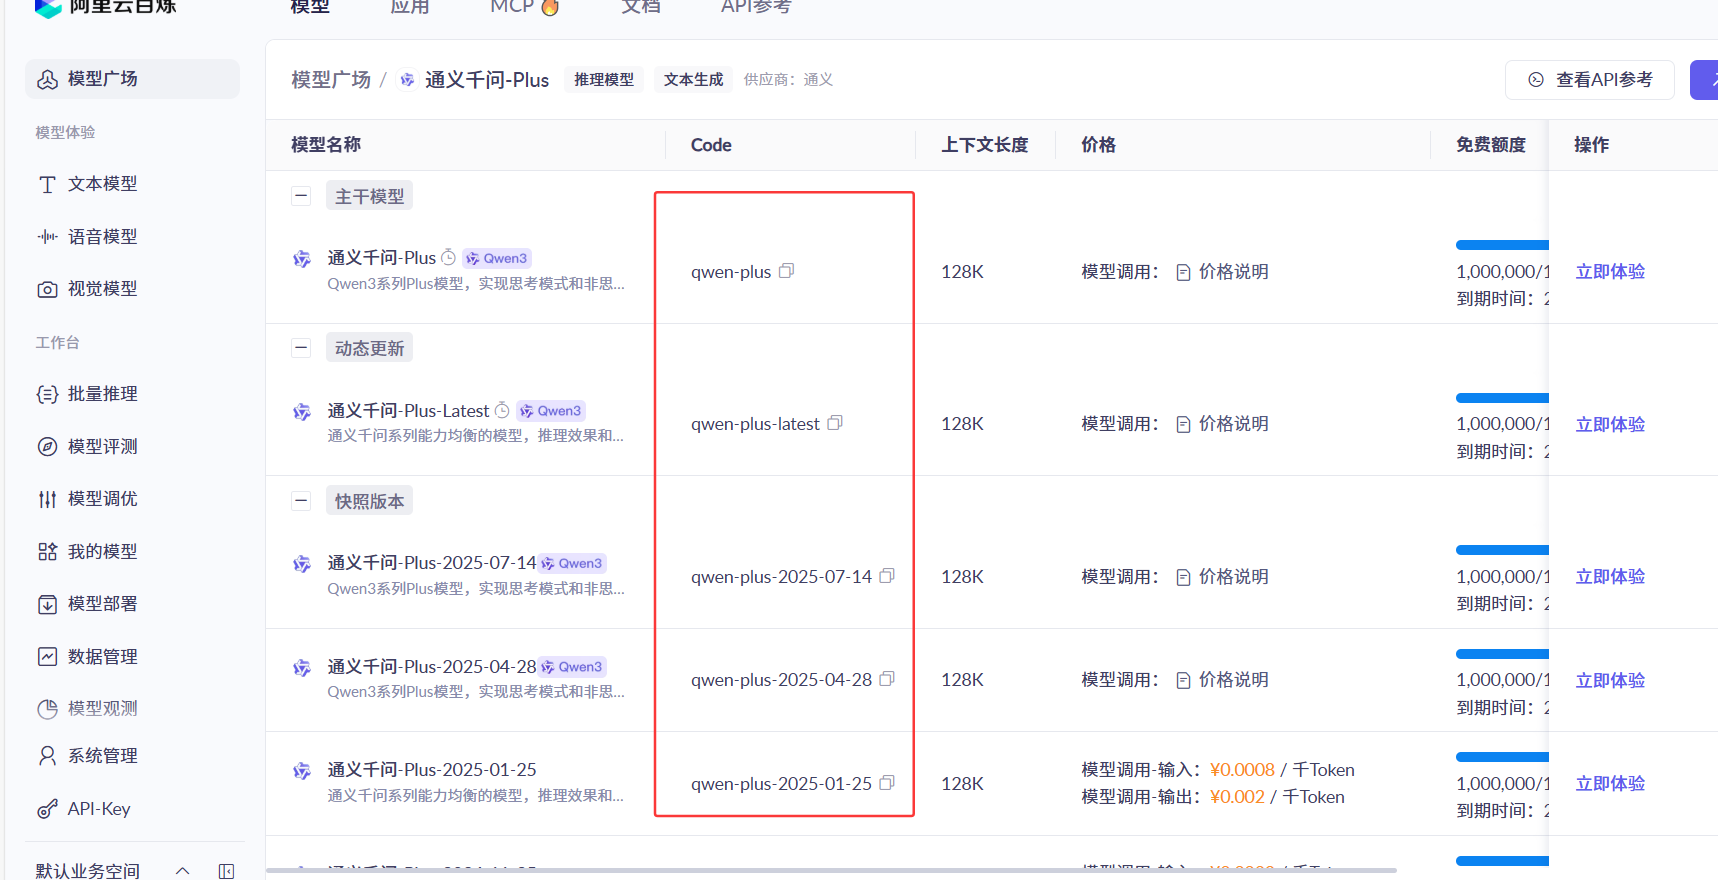 阿里云百炼
模型
应用
MCP
文档
API参考
模型广场
模型体验
文本模型
语音模型
视觉模型
工作台
批量推理
模型评测
模型调优
我的模型
模型部署
数据管理
模型观测
系统管理
API-Key
默认业务空间
模型广场 / 通义千问-Plus 推理模型 文本生成 供应商：通义
查看API参考
模型名称 Code 上下文长度 价格 免费额度 操作
主干模型
通义千问-Plus Qwen3
Qwen3系列Plus模型，实现思考模式和非思...
qwen-plus
128K
模型调用： 价格说明
1,000,000/1
到期时间：2
立即体验
动态更新
通义千问-Plus-Latest Qwen3
通义千问系列能力均衡的模型，推理效果和...
qwen-plus-latest
128K
模型调用： 价格说明
1,000,000/1
到期时间：2
立即体验
快照版本
通义千问-Plus-2025-07-14 Qwen3
Qwen3系列Plus模型，实现思考模式和非思...
qwen-plus-2025-07-14
128K
模型调用： 价格说明
1,000,000/1
到期时间：2
立即体验
通义千问-Plus-2025-04-28 Qwen3
Qwen3系列Plus模型，实现思考模式和非思...
qwen-plus-2025-04-28
128K
模型调用： 价格说明
1,000,000/1
到期时间：2
立即体验
通义千问-Plus-2025-01-25
通义千问系列能力均衡的模型，推理效果和...
qwen-plus-2025-01-25
128K
模型调用-输入：¥0.0008 / 千Token
模型调用-输出：¥0.002 / 千Token
1,000,000/1
到期时间：2
立即体验